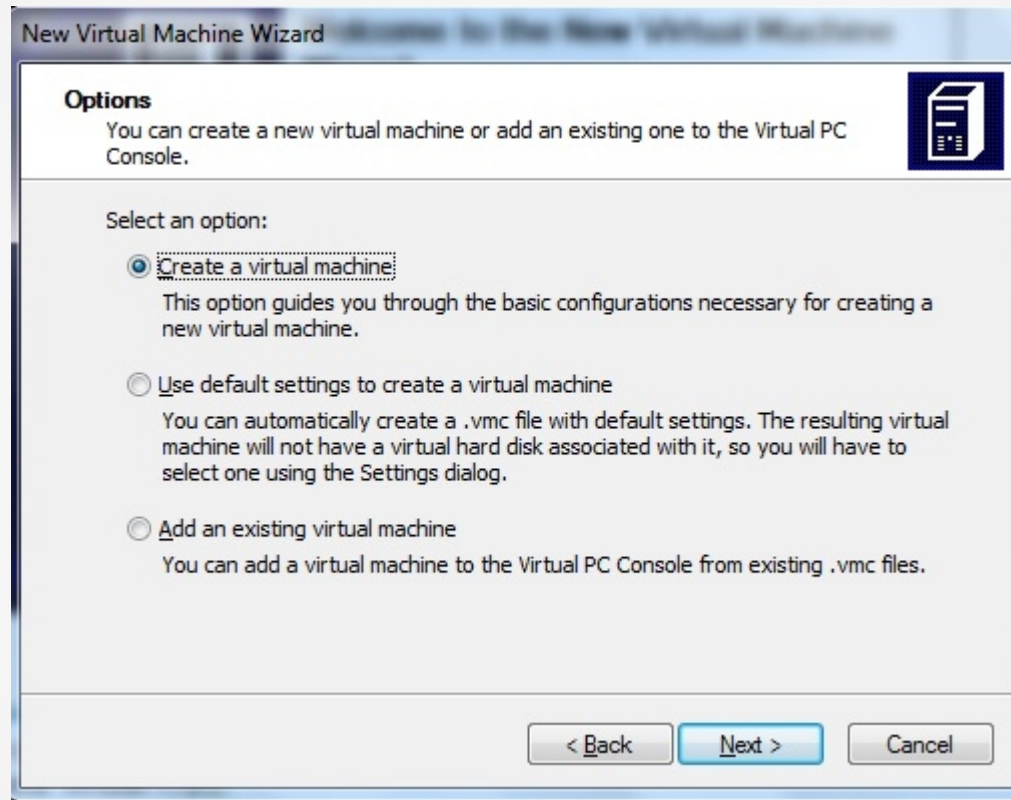 New Virtual Machine Wizard
Options
You can create a new virtual machine or add an existing one to the Virtual PC
Console.
Select an option:
Create a virtual machine
This option guides you through the basic configurations necessary for creating a
new virtual machine.
Use default settings to create a virtual machine
You can automatically create a .vmc file with default settings. The resulting virtual
machine will not have a virtual hard disk associated with it, so you will have to
select one using the Settings dialog.
Add an existing virtual machine
You can add a virtual machine to the Virtual PC Console from existing .vmc files.
< Back
Next >
Cancel